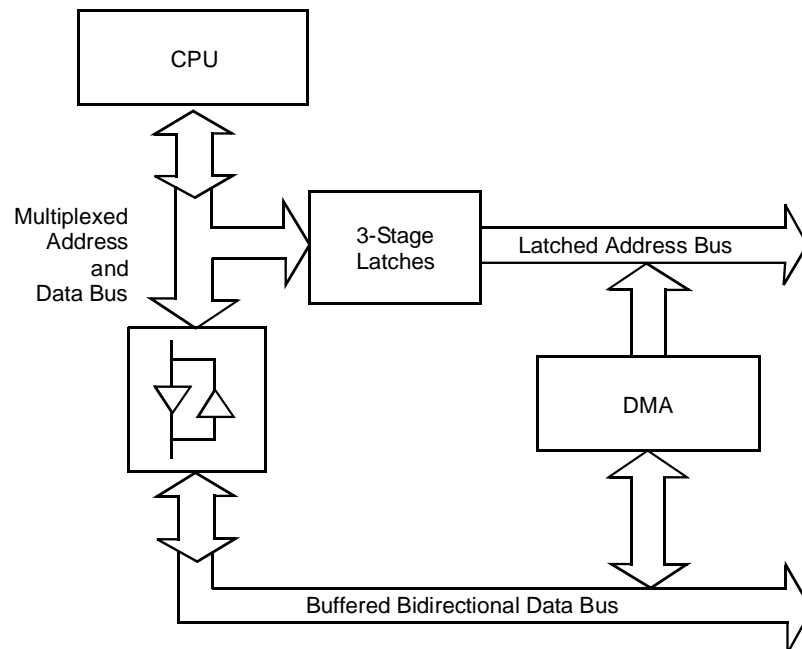 CPU
Multiplexed
Address
and
Data Bus
3-Stage
Latches
Latched Address Bus
DMA
Buffered Bidirectional Data Bus